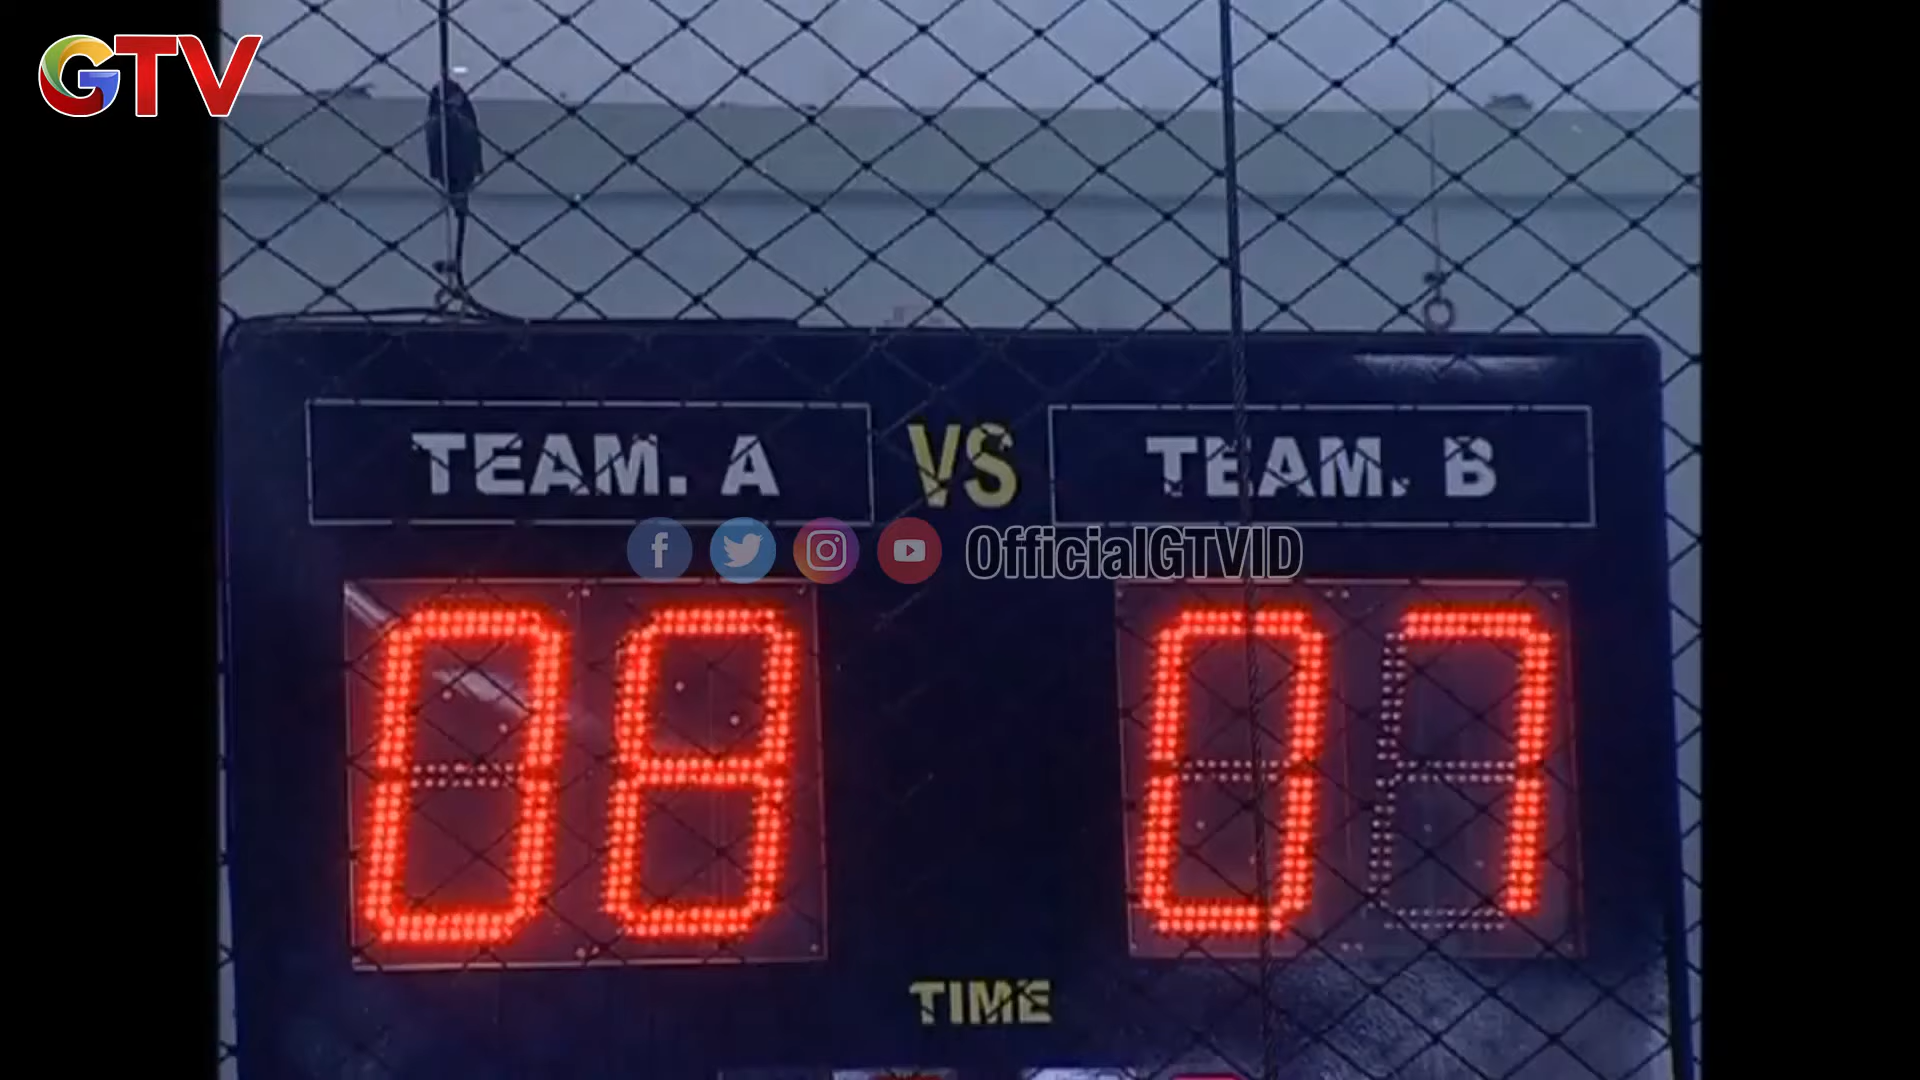 GTV
TEAM. A VS TEAM. B
OfficialGTVID
08 07
TIME